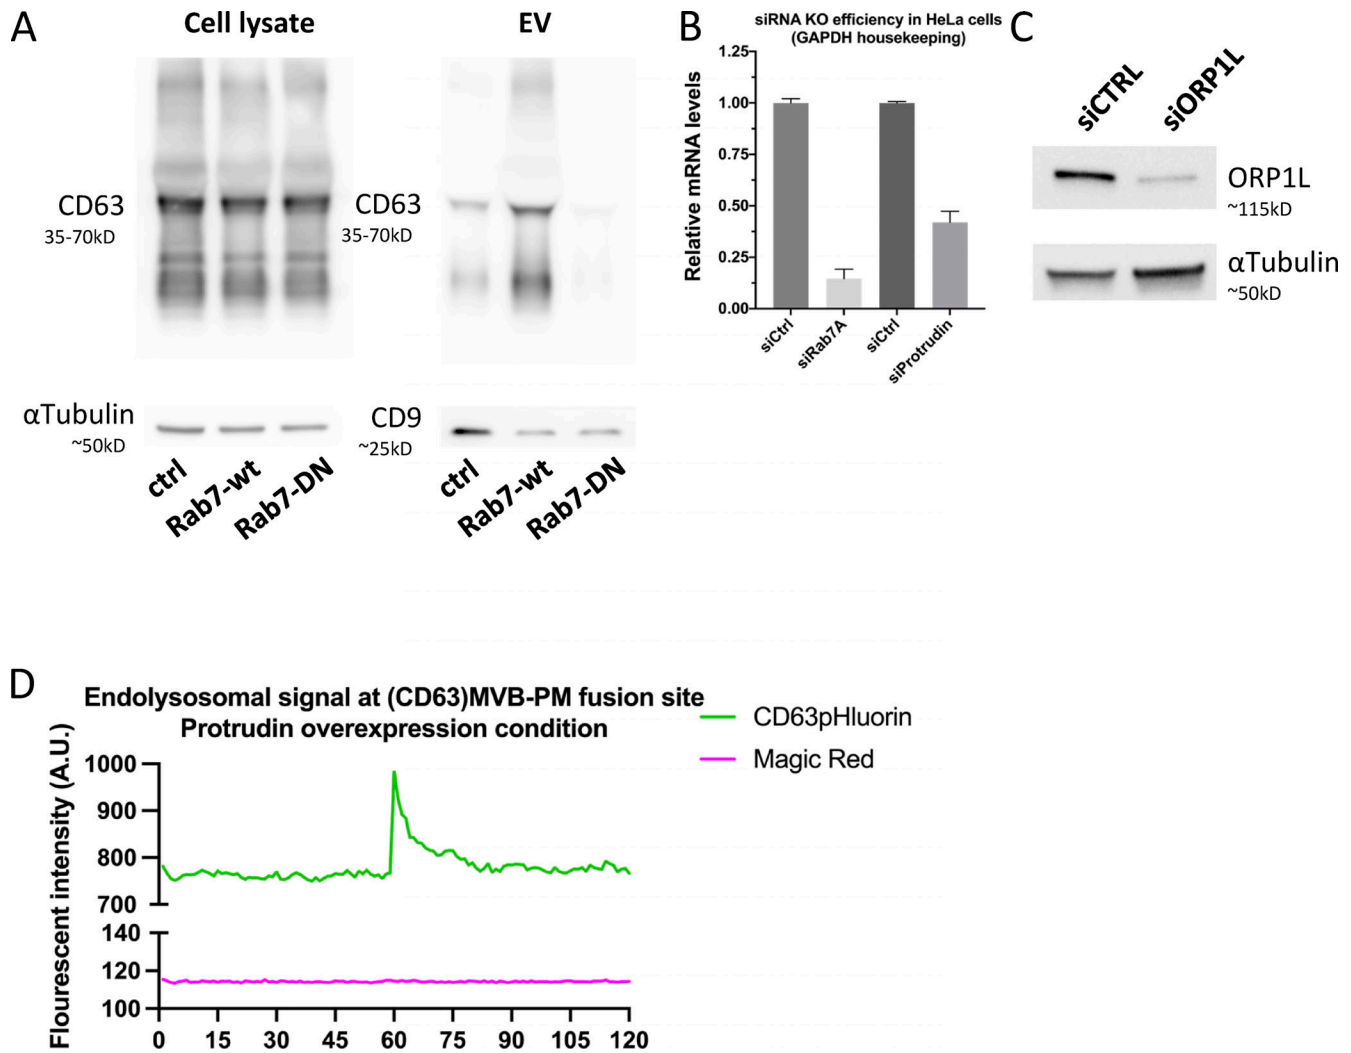 A
Cell lysate
EV
CD63
35-70kD
CD63
35-70kD
αTubulin
~50kD
CD9
~25kD
ctrl
Rab7-wt
Rab7-DN
ctrl
Rab7-wt
Rab7-DN
B
siRNA KO efficiency in HeLa cells
(GAPDH housekeeping)
Relative mRNA levels
1.25
1.00
0.75
0.50
0.25
0.00
siCtrl
siRab7A
siCtrl
siProtrudin
C
siCTRL
siORP1L
ORP1L
~115kD
αTubulin
~50kD
D
Endolysosomal signal at (CD63)MVB-PM fusion site
Protrudin overexpression condition
CD63pHluorin
Magic Red
Flourescent intensity (A.U.)
1000
900
800
700
140
120
100
0 15 30 45 60 75 90 105 120